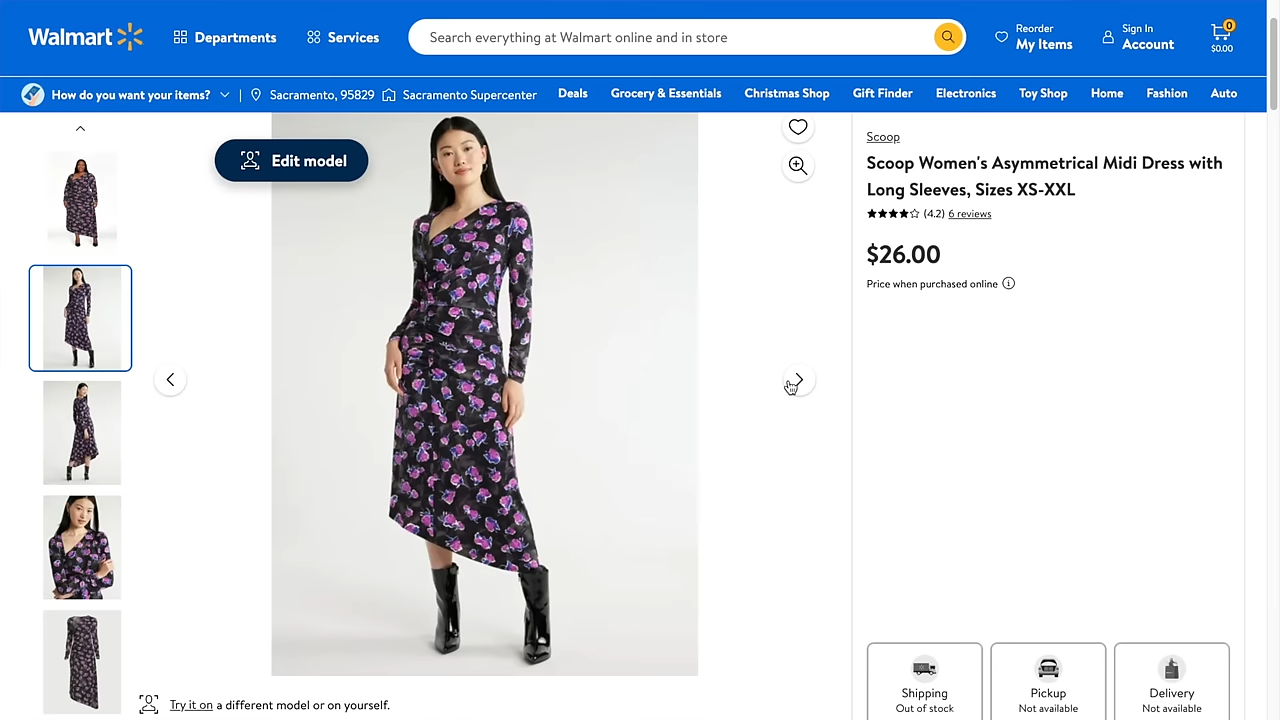 Walmart
Departments
Services
Search everything at Walmart online and in store
Reorder
My Items
Sign In
Account
0
$0.00
How do you want your items?
Sacramento, 95829
Sacramento Supercenter
Deals
Grocery & Essentials
Christmas Shop
Gift Finder
Electronics
Toy Shop
Home
Fashion
Auto
Edit model
Scoop
Scoop Women's Asymmetrical Midi Dress with
Long Sleeves, Sizes XS-XXL
(4.2) 6 reviews
$26.00
Price when purchased online
Shipping
Out of stock
Pickup
Not available
Delivery
Not available
Try it on a different model or on yourself.